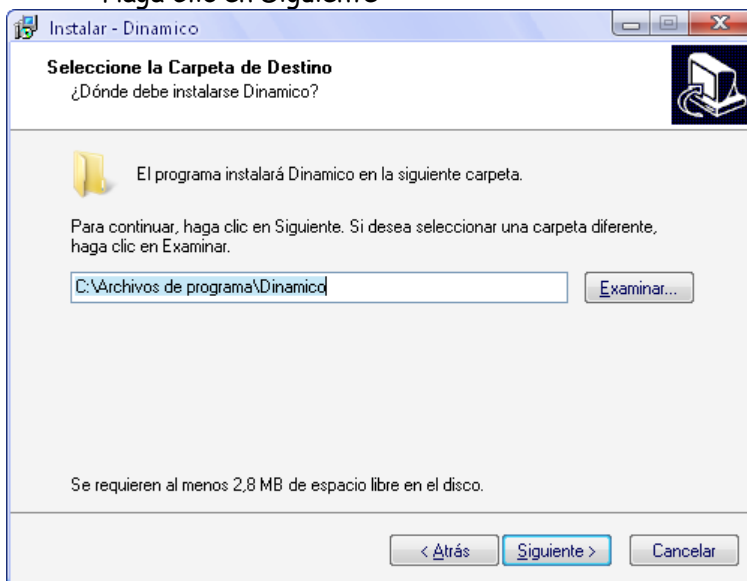 Haga clic en Siguiente
Instalar - Dinamico
Seleccione la Carpeta de Destino
¿Dónde debe instalarse Dinamico?
El programa instalará Dinamico en la siguiente carpeta.
Para continuar, haga clic en Siguiente. Si desea seleccionar una carpeta diferente,
haga clic en Examinar.
C:\Archivos de programa\Dinamico
Examinar...
Se requieren al menos 2,8 MB de espacio libre en el disco.
< Atrás Siguiente > Cancelar